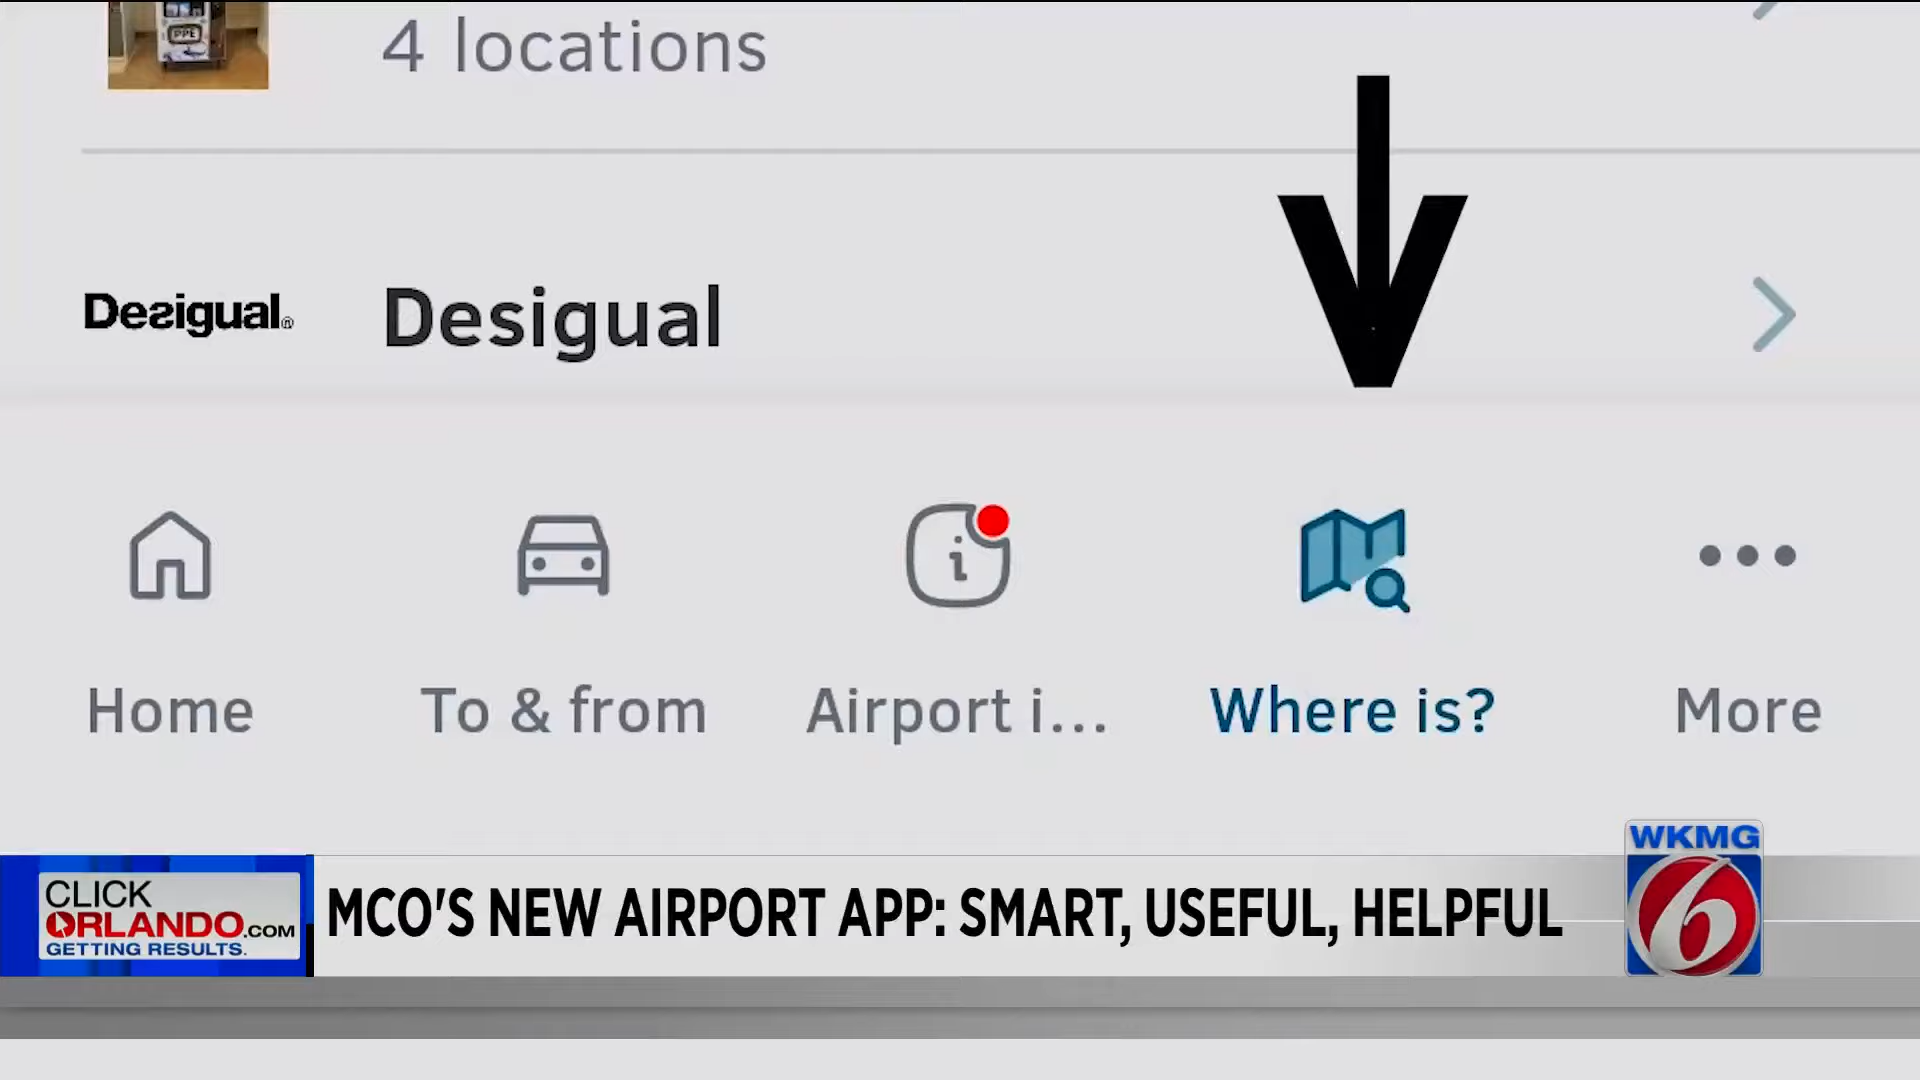 PPE
4 locations
Desigual®
Desigual
Home
To & from
Airport i...
Where is?
More
WKMG
6
CLICK
ORLANDO.COM
GETTING RESULTS.
MCO'S NEW AIRPORT APP: SMART, USEFUL, HELPFUL